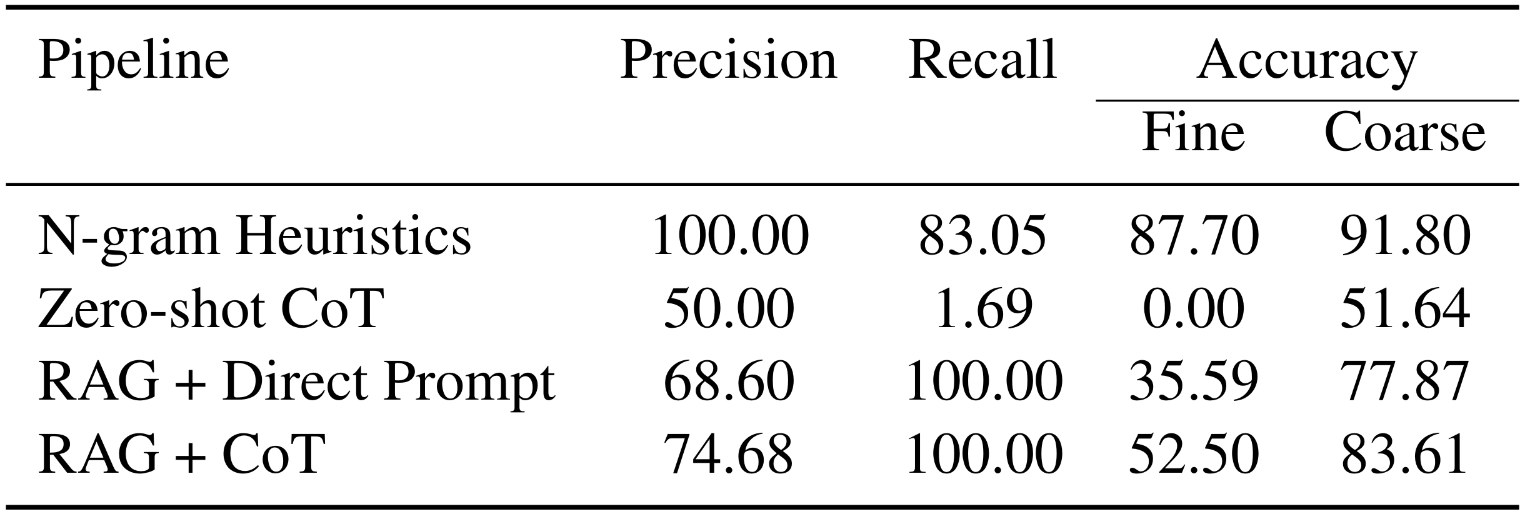 Pipeline Precision Recall Accuracy
Fine Coarse
N-gram Heuristics 100.00 83.05 87.70 91.80
Zero-shot CoT 50.00 1.69 0.00 51.64
RAG + Direct Prompt 68.60 100.00 35.59 77.87
RAG + CoT 74.68 100.00 52.50 83.61